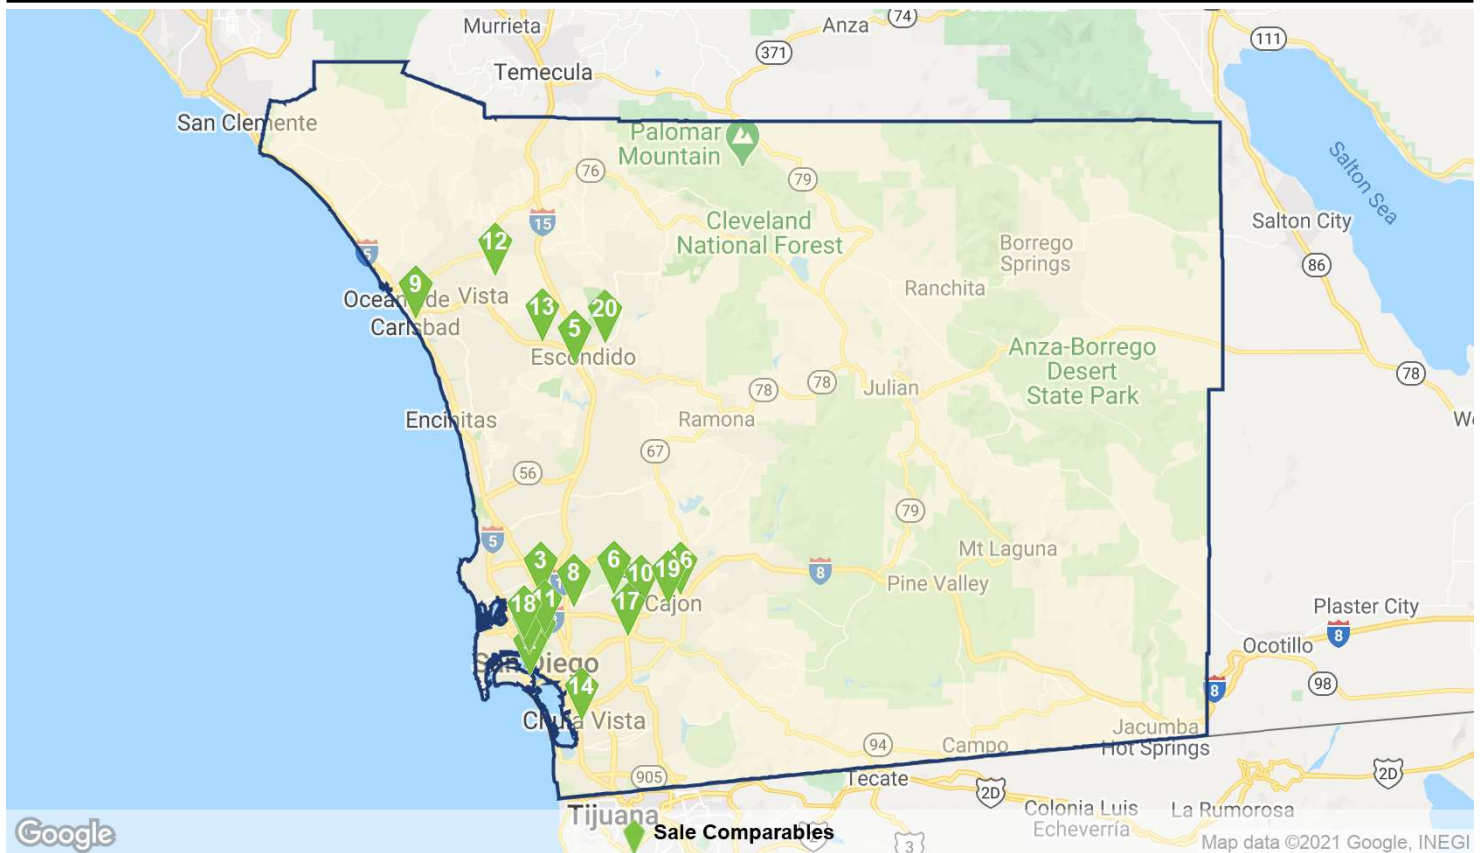 74
Murrieta
Anza
371
111
Temecula
San Clemente
Palomar
Mountain
Salton Sea
76
79
15
Cleveland
National Forest
Salton City
12
Borrego
Springs
5
86
9
Ranchita
Oceanside
Vista
13
20
Carlsbad
5
Escondido
Anza-Borrego
Desert
State Park
78
78
78
Julian
Encinitas
Ramona
67
56
79
5
3
8
6
10
19
16
8
Mt Laguna
Pine Valley
18
11
17
Cajon
Plaster City
8
Ocotillo
San Diego
14
8
98
Chula Vista
Jacumba
Hot Springs
94
Campo
905
Tecate
2D
2D
Tijuana
Colonia Luis
Echeverría
La Rumorosa
Google
Sale Comparables
3
Map data ©2021 Google, INEGI